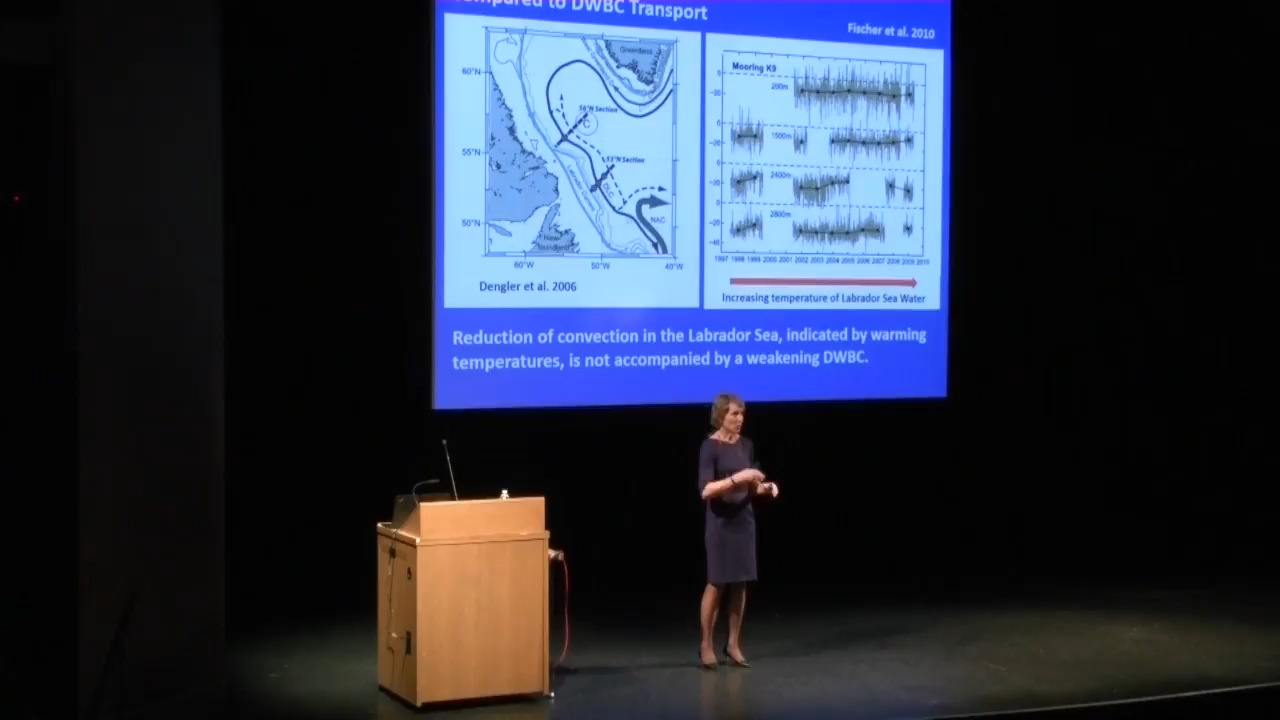 to DWBC Transport
Fischer et al. 2010
Greenland
60°N
56°N Section
C
55°N
53°N Section
DLC
Labrador
NAC
50°N
60°W
50°W
40°W
Dengler et al. 2006
Mooring K9
200m
1500m
2400m
2800m
1997 1998 1999 2000 2001 2002 2003 2004 2005 2006 2007 2008 2009 2010
Increasing temperature of Labrador Sea Water
Reduction of convection in the Labrador Sea, indicated by warming
temperatures, is not accompanied by a weakening DWBC.